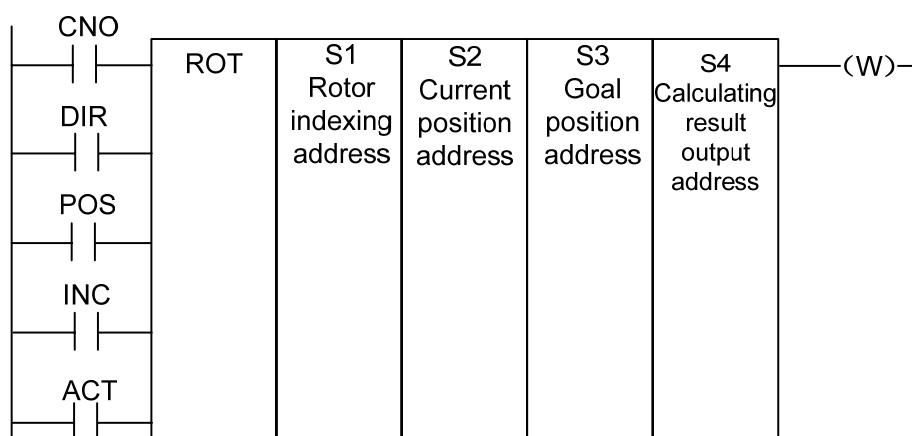 CNO
DIR
POS
INC
ACT
ROT
S1
Rotor
indexing
address
S2
Current
position
address
S3
Goal
position
address
S4
Calculating
result
output
address
(W)